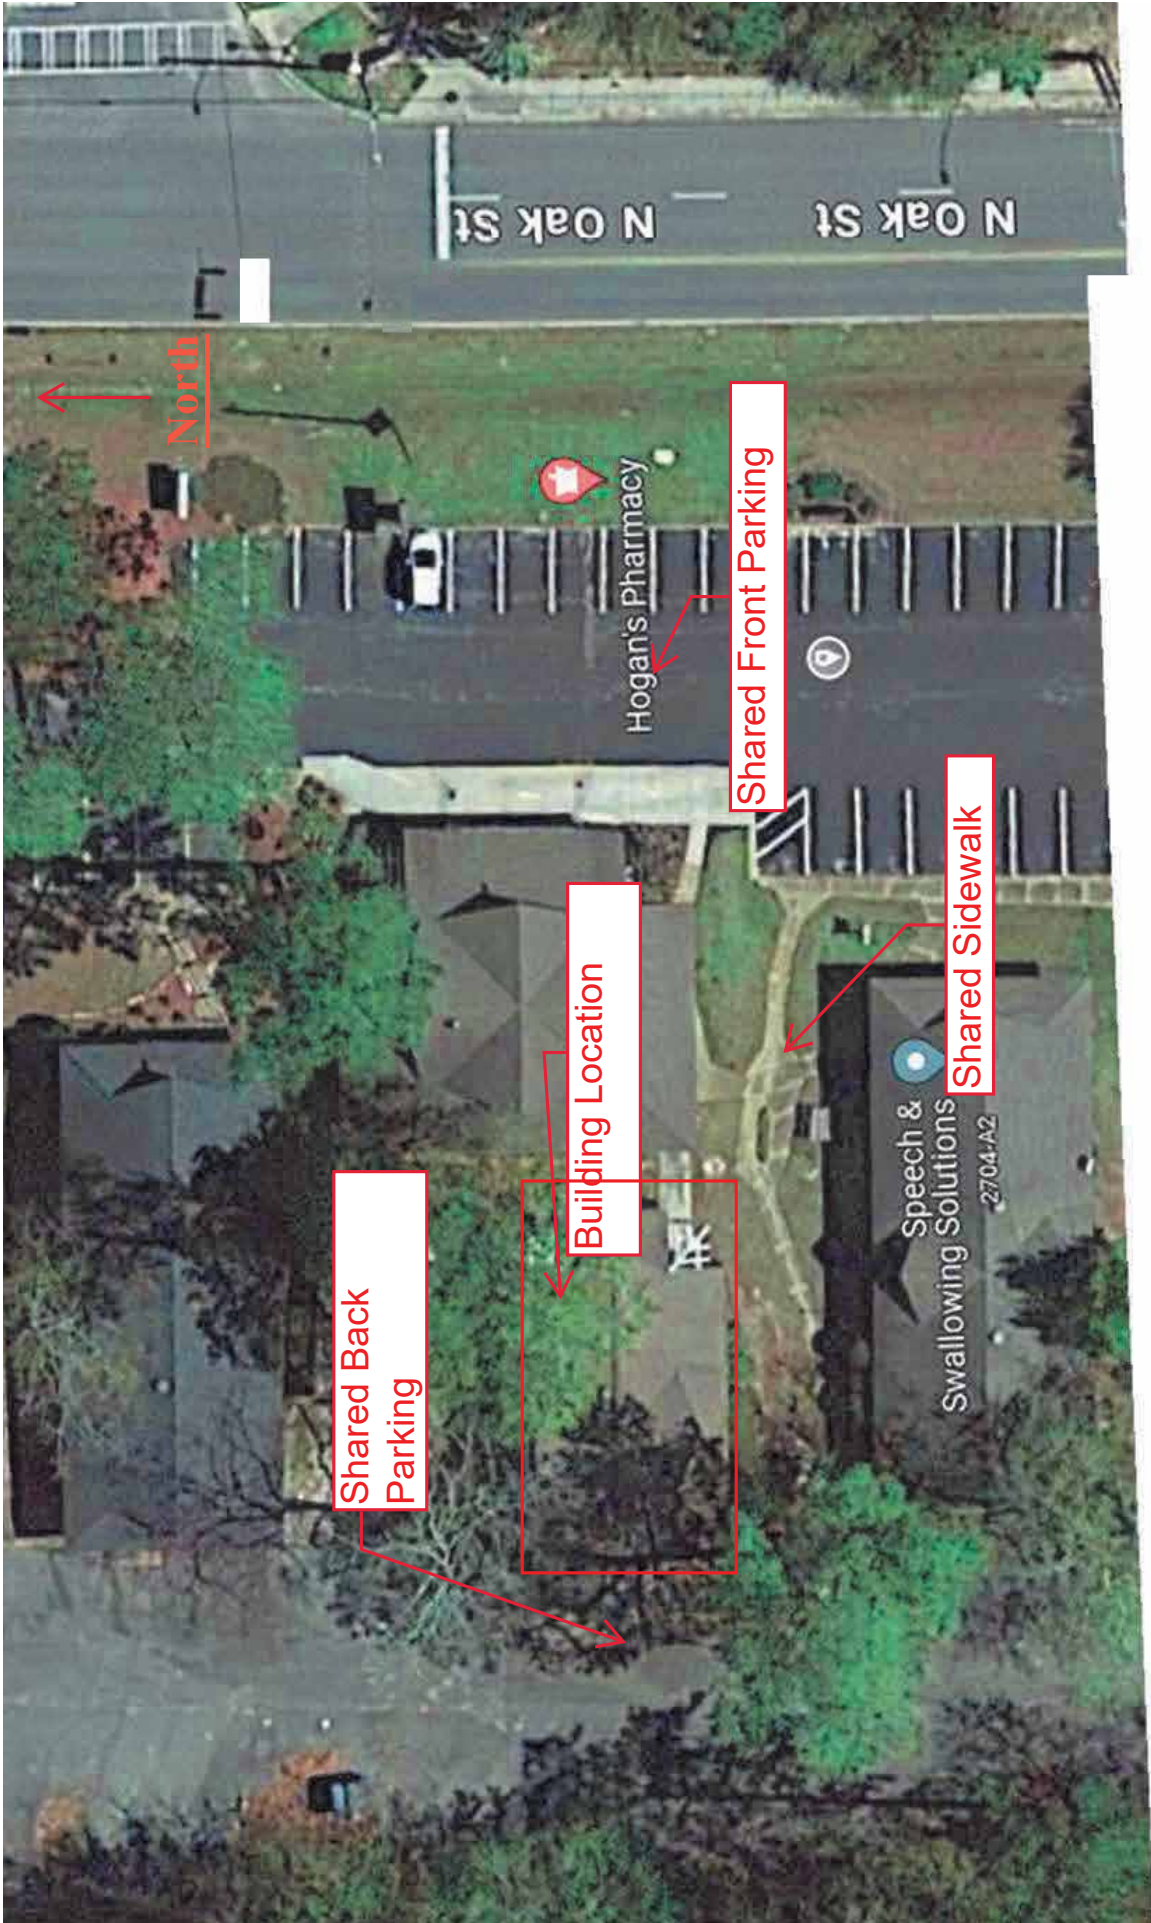 N Oak St
N Oak St
North
Hogan's Pharmacy
Shared Front Parking
Building Location
Shared Sidewalk
Shared Back
Parking
Speech &
Swallowing Solutions
2704-A2